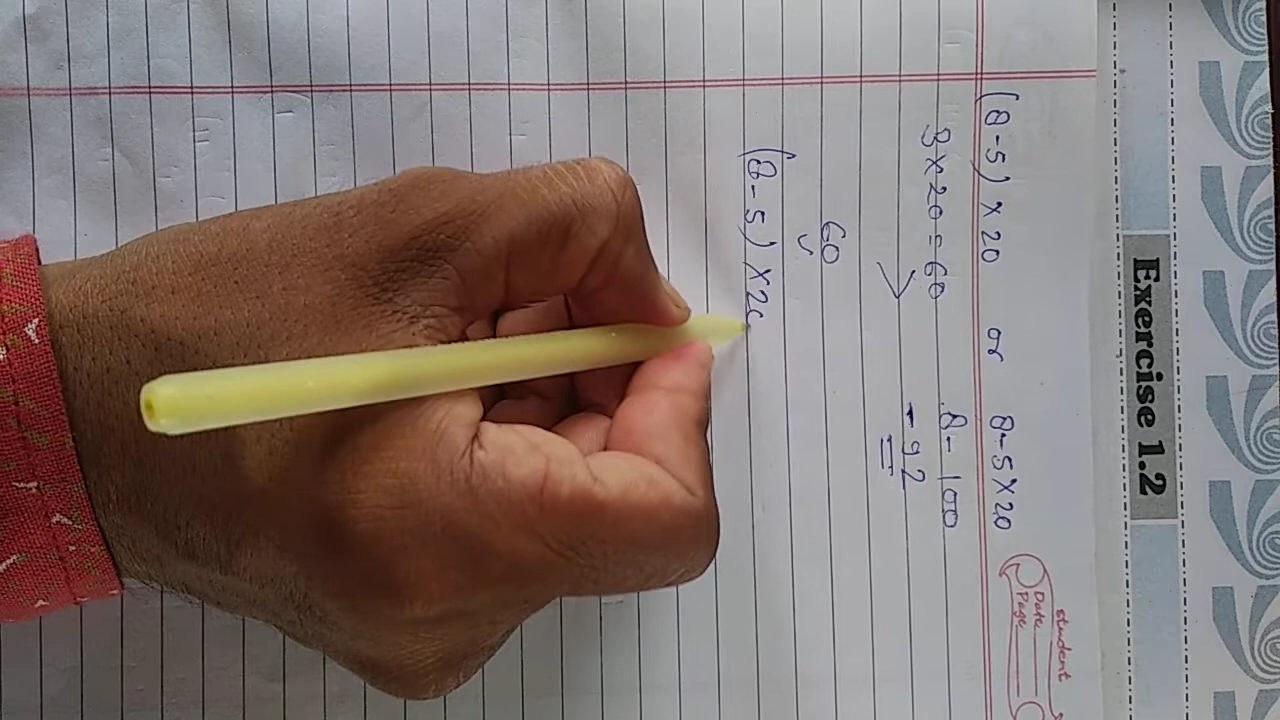 Exercise 1.2
student
Date
Page
(8-5) × 20 or 8-5×20
3×20=60 8-100
> -92
60
(8-5) ×20